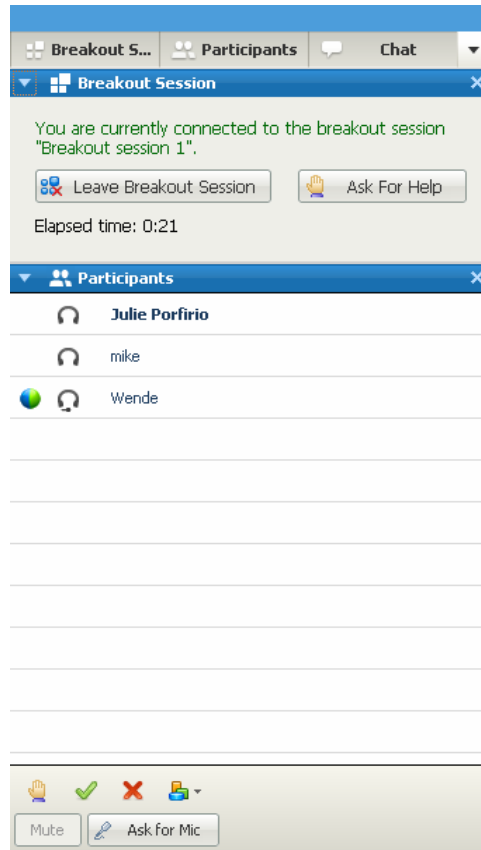 Breakout S... Participants Chat
Breakout Session
You are currently connected to the breakout session
"Breakout session 1".
Leave Breakout Session Ask For Help
Elapsed time: 0:21
Participants
Julie Porfirio
mike
Wende
Mute Ask for Mic